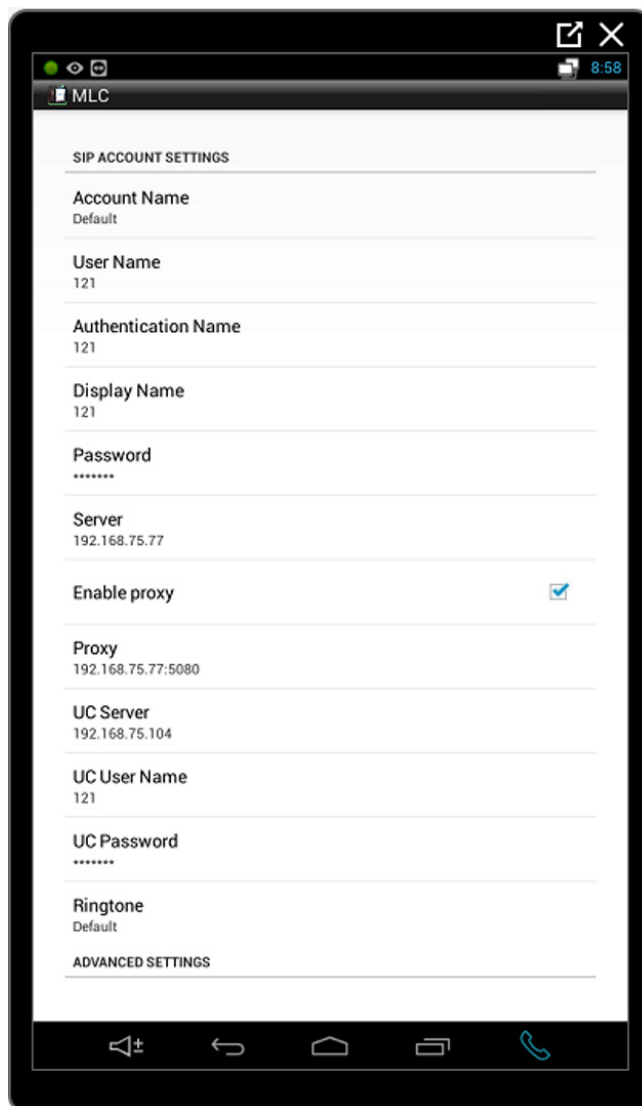 8:58
MLC
SIP ACCOUNT SETTINGS
Account Name
Default
User Name
121
Authentication Name
121
Display Name
121
Password
*******
Server
192.168.75.77
Enable proxy
Proxy
192.168.75.77:5080
UC Server
192.168.75.104
UC User Name
121
UC Password
*******
Ringtone
Default
ADVANCED SETTINGS